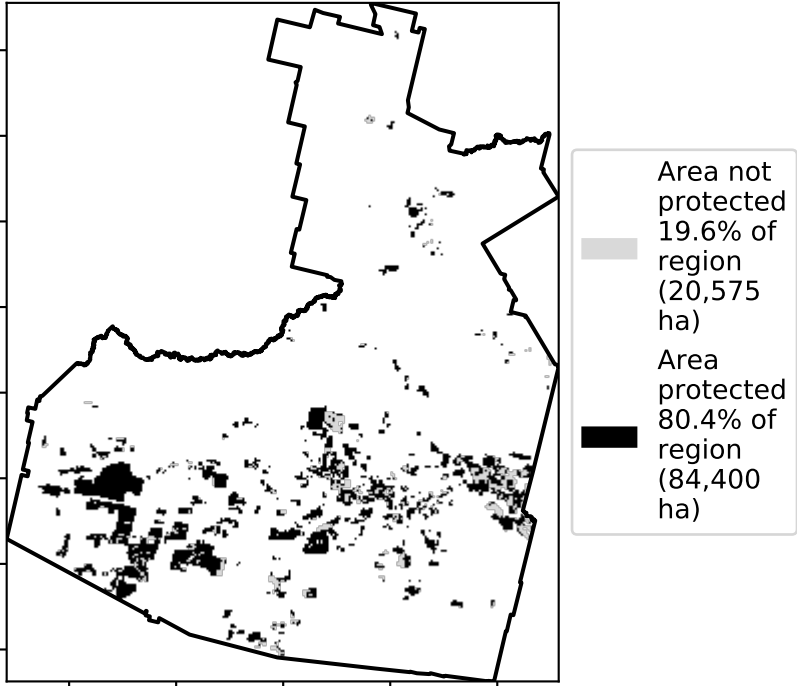 Area not
protected
19.6% of
region
(20,575
ha)
Area
protected
80.4% of
region
(84,400
ha)